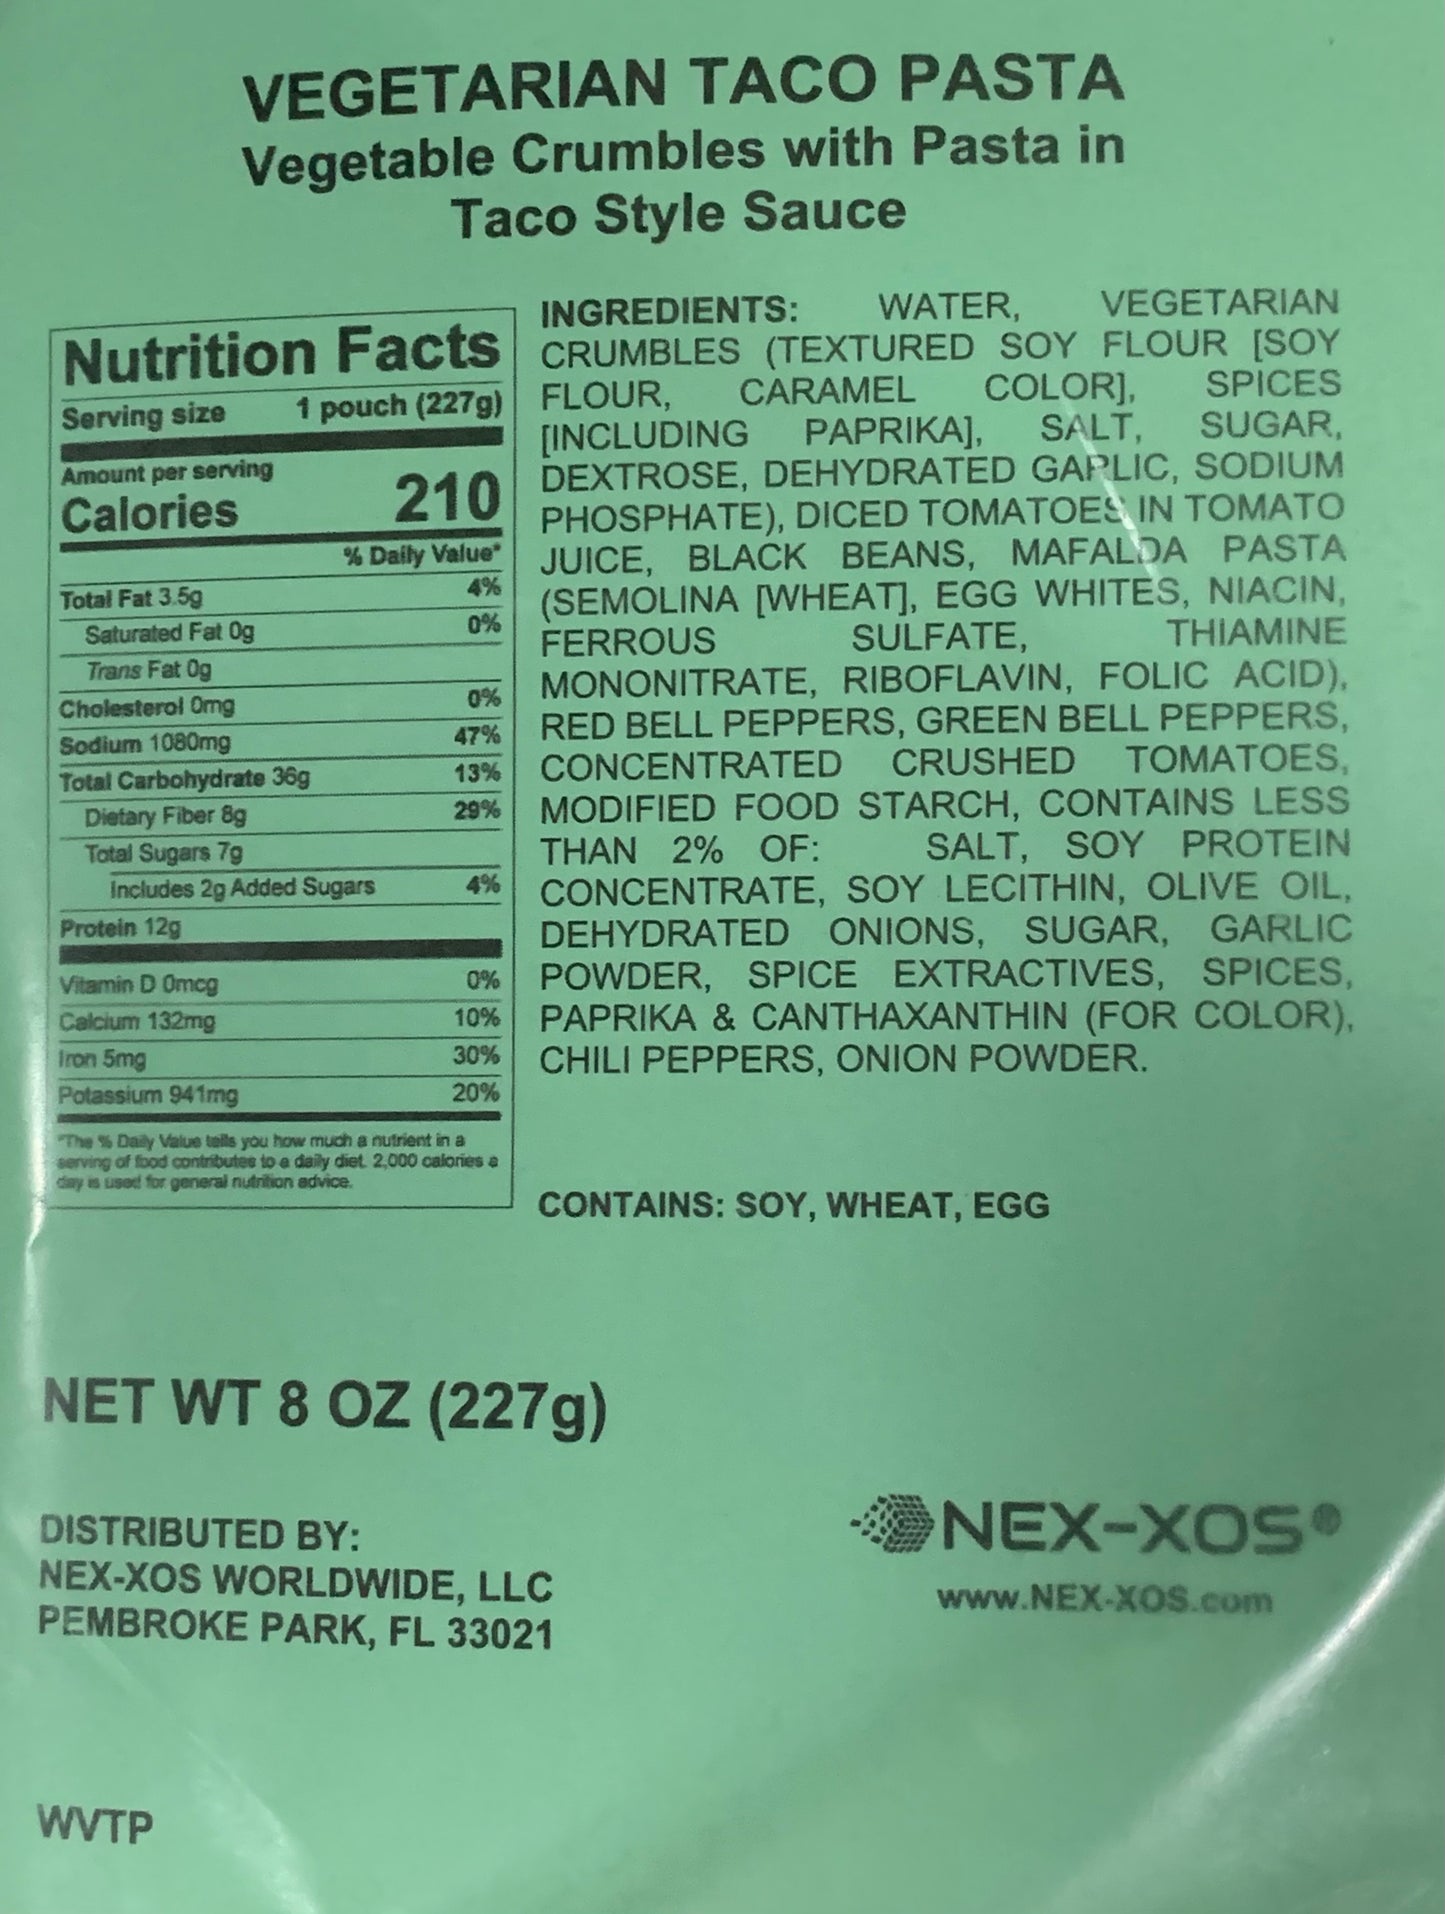 VEGETARIAN TACO PASTA
Vegetable Crumbles with Pasta in
Taco Style Sauce
Nutrition Facts
Serving size 1 pouch (227g)
Amount per serving
Calories 210
% Daily Value*
Total Fat 3.5g 4%
Saturated Fat 0g 0%
Trans Fat 0g
Cholesterol 0mg 0%
Sodium 1080mg 47%
Total Carbohydrate 36g 13%
Dietary Fiber 8g 29%
Total Sugars 7g
Includes 2g Added Sugars 4%
Protein 12g
Vitamin D 0mcg 0%
Calcium 132mg 10%
Iron 5mg 30%
Potassium 941mg 20%
*The % Daily Value tells you how much a nutrient in a
serving of food contributes to a daily diet. 2,000 calories a
day is used for general nutrition advice.
INGREDIENTS: WATER, VEGETARIAN
CRUMBLES (TEXTURED SOY FLOUR [SOY
FLOUR, CARAMEL COLOR], SPICES
[INCLUDING PAPRIKA], SALT, SUGAR,
DEXTROSE, DEHYDRATED GARLIC, SODIUM
PHOSPHATE), DICED TOMATOES IN TOMATO
JUICE, BLACK BEANS, MAFALDA PASTA
(SEMOLINA [WHEAT], EGG WHITES, NIACIN,
FERROUS SULFATE, THIAMINE
MONONITRATE, RIBOFLAVIN, FOLIC ACID),
RED BELL PEPPERS, GREEN BELL PEPPERS,
CONCENTRATED CRUSHED TOMATOES,
MODIFIED FOOD STARCH, CONTAINS LESS
THAN 2% OF: SALT, SOY PROTEIN
CONCENTRATE, SOY LECITHIN, OLIVE OIL,
DEHYDRATED ONIONS, SUGAR, GARLIC
POWDER, SPICE EXTRACTIVES, SPICES,
PAPRIKA & CANTHAXANTHIN (FOR COLOR),
CHILI PEPPERS, ONION POWDER.
CONTAINS: SOY, WHEAT, EGG
NET WT 8 OZ (227g)
DISTRIBUTED BY:
NEX-XOS WORLDWIDE, LLC
PEMBROKE PARK, FL 33021
NEX-XOS®
www.NEX-XOS.com
WVTP